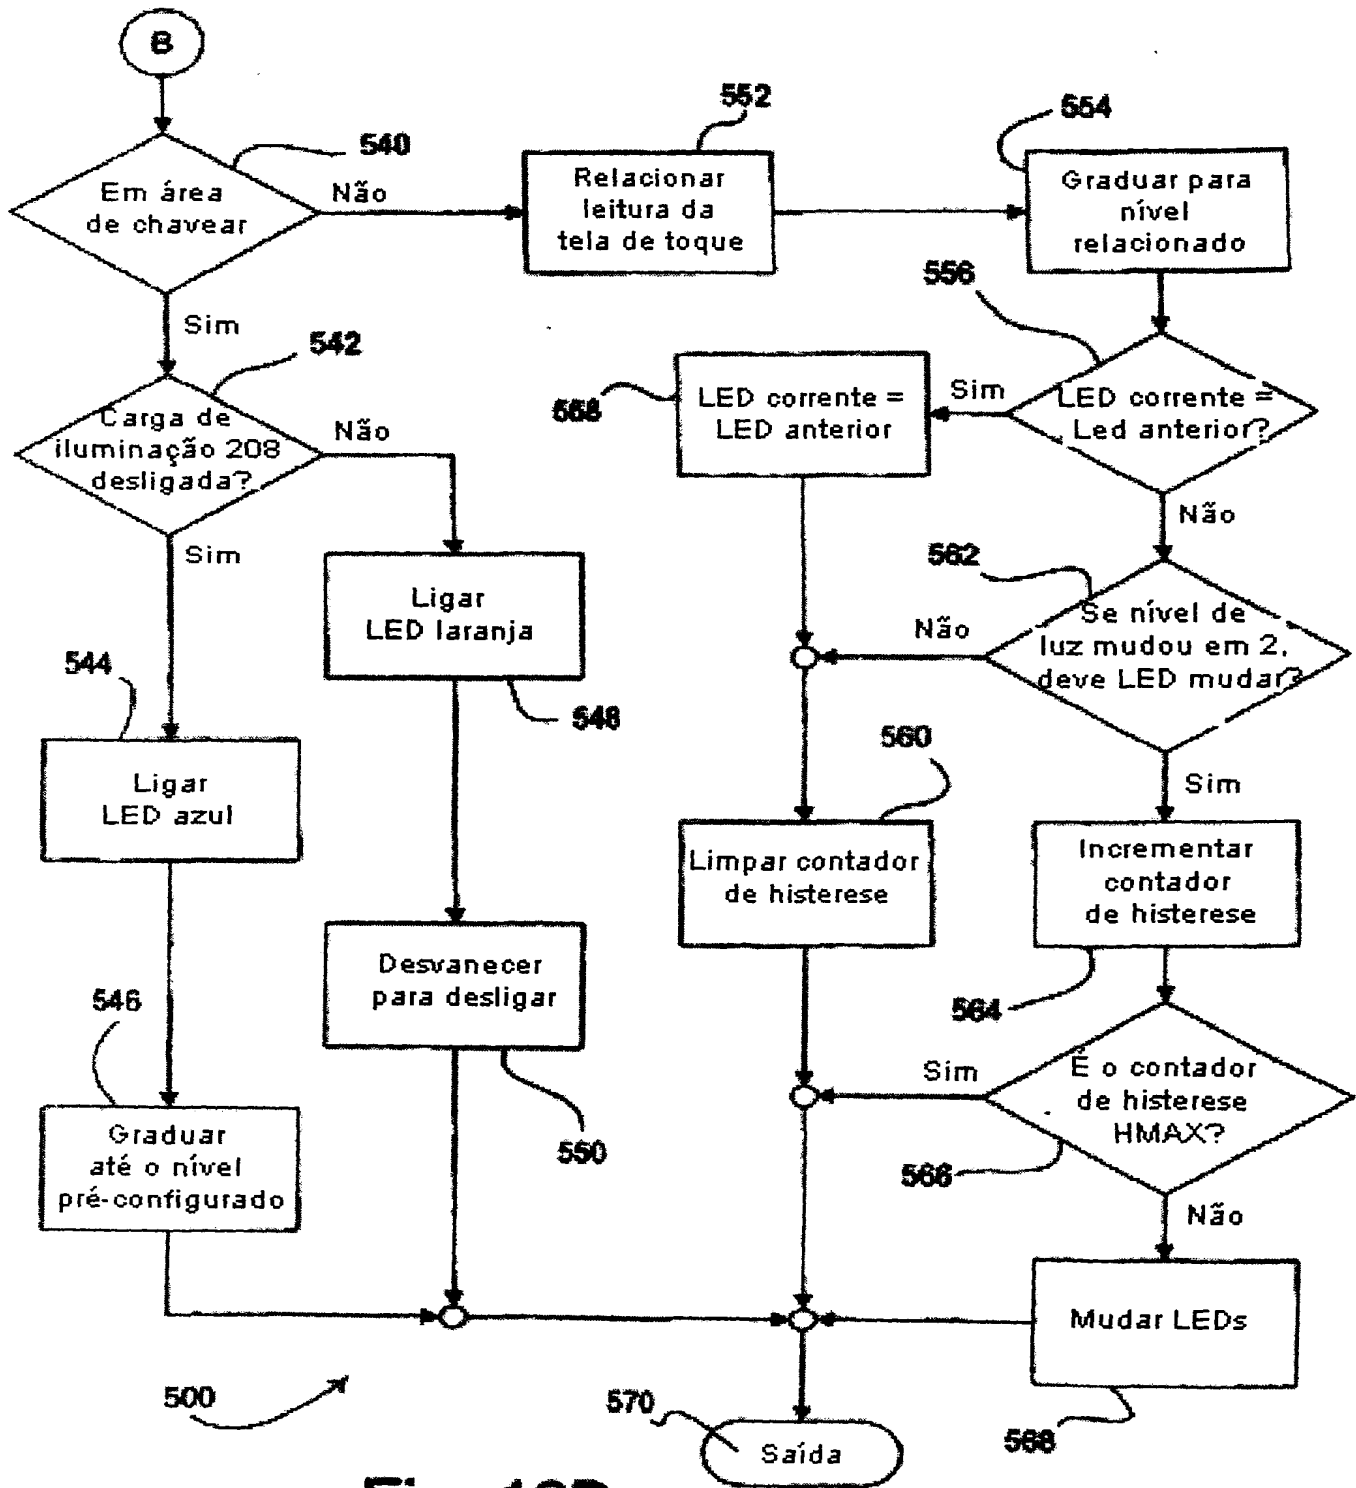 B
540
Em área
de chavear
Não
552
Relacionar
leitura da
tela de toque
554
Graduar para
nível
relacionado
Sim
542
Carga de
iluminação 208
desligada?
Não
Sim
556
LED corrente =
Led anterior?
Sim
558
LED corrente =
LED anterior
Não
562
Se nível de
luz mudou em 2,
deve LED mudar?
Não
Sim
Ligar
LED laranja
548
544
Ligar
LED azul
560
Limpar contador
de histerese
Incrementar
contador
de histerese
564
Desvanecer
para desligar
550
546
Graduar
até o nível
pré-configurado
É o contador
de histerese
HMAX?
Sim
566
Não
Mudar LEDs
568
500
570
Saída